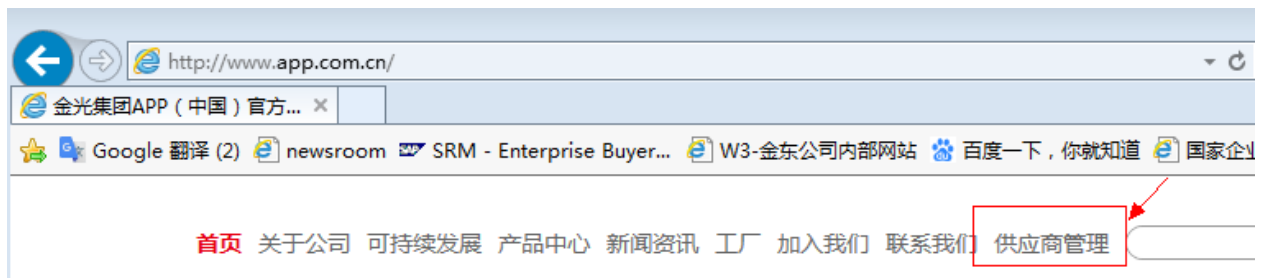 http://www.app.com.cn/
金光集团APP（中国）官方... ×
Google 翻译 (2) newsroom SRM - Enterprise Buyer... W3-金东公司内部网站 百度一下，你就知道 国家企业
首页 关于公司 可持续发展 产品中心 新闻资讯 工厂 加入我们 联系我们 供应商管理